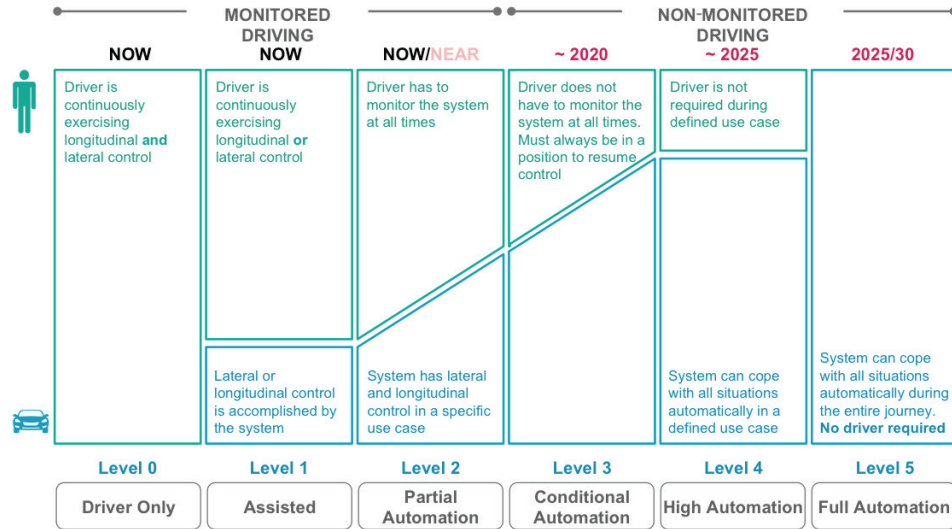 MONITORED
DRIVING
NON-MONITORED
DRIVING
NOW
NOW
NOW/NEAR
~ 2020
~ 2025
2025/30
Driver is
continuously
exercising
longitudinal and
lateral control
Driver is
continuously
exercising
longitudinal or
lateral control
Driver has to
monitor the system
at all times
Driver does not
have to monitor the
system at all times.
Must always be in a
position to resume
control
Driver is not
required during
defined use case
Lateral or
longitudinal control
is accomplished by
the system
System has lateral
and longitudinal
control in a specific
use case
System can cope
with all situations
automatically in a
defined use case
System can cope
with all situations
automatically during
the entire journey.
No driver required
Level 0
Level 1
Level 2
Level 3
Level 4
Level 5
Driver Only
Assisted
Partial
Automation
Conditional
Automation
High Automation
Full Automation